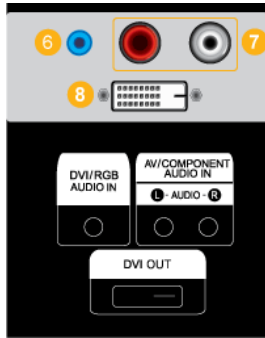 6
7
8
DVI/RGB
AUDIO IN
AV/COMPONENT
AUDIO IN
L - AUDIO - R
DVI OUT